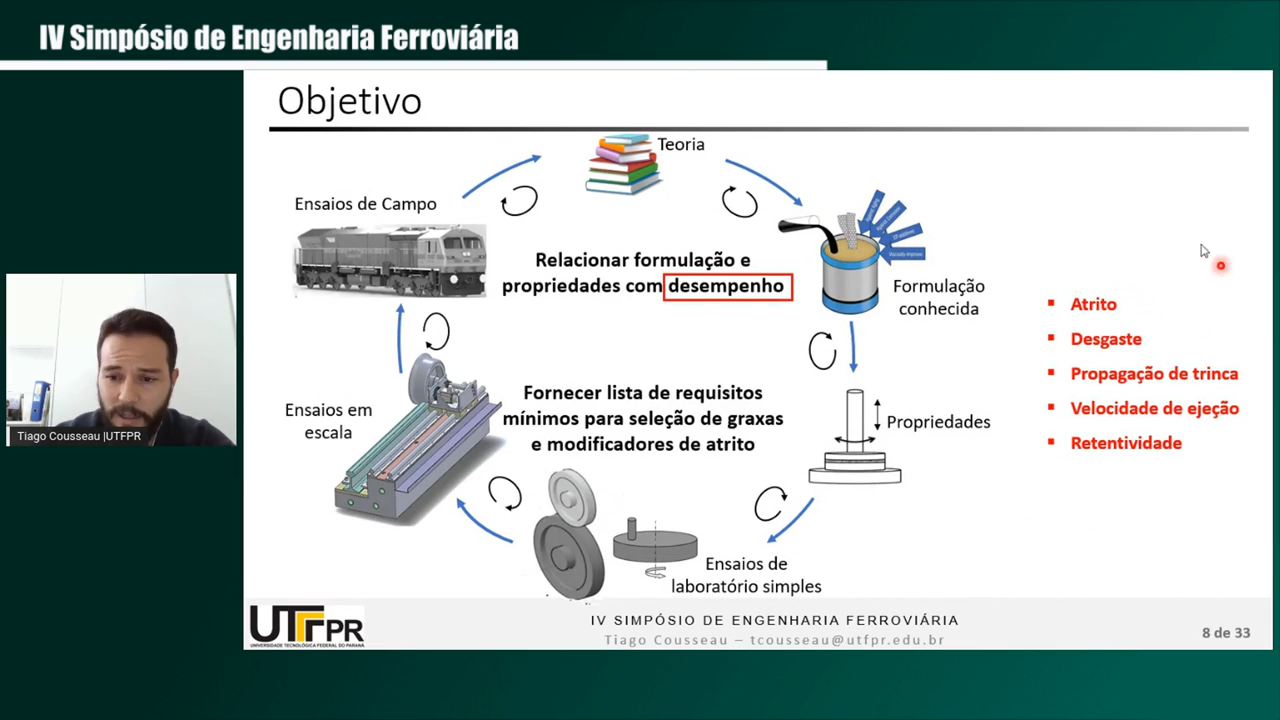 IV Simpósio de Engenharia Ferroviária
Objetivo
Teoria
Ensaios de Campo
Relacionar formulação e
propriedades com desempenho
Formulação
conhecida
Atrito
Desgaste
Propagação de trinca
Velocidade de ejeção
Retentividade
Fornecer lista de requisitos
mínimos para seleção de graxas
e modificadores de atrito
Ensaios em
escala
Propriedades
Ensaios de
laboratório simples
Tiago Cousseau |UTFPR
UTFPR
UNIVERSIDADE TECNOLÓGICA FEDERAL DO PARANÁ
IV SIMPÓSIO DE ENGENHARIA FERROVIÁRIA
Tiago Cousseau – tcousseau@utfpr.edu.br
8 de 33